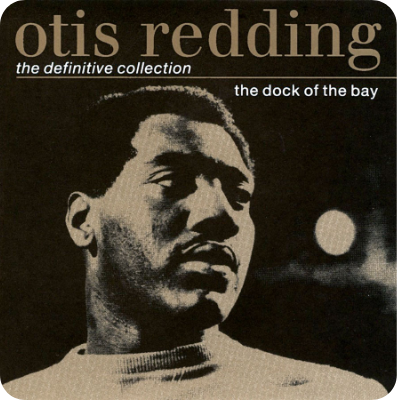 otis redding
the definitive collection
the dock of the bay